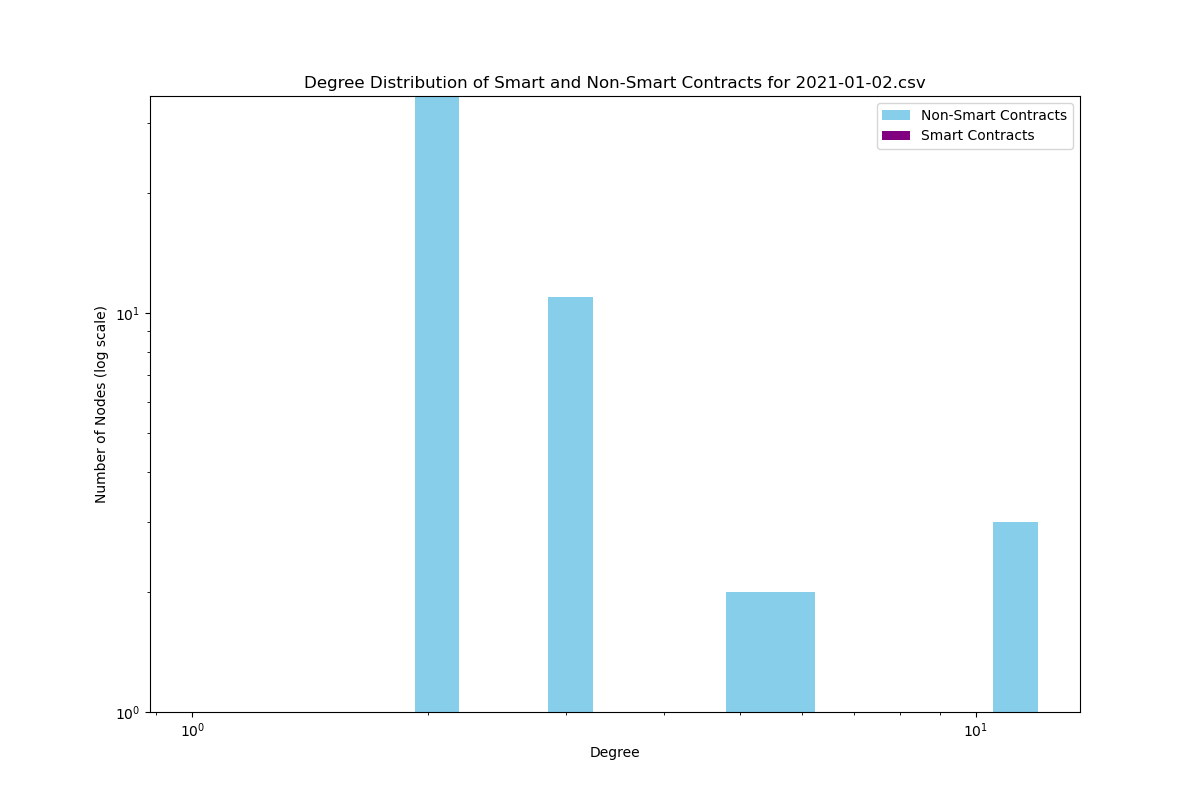 Degree Distribution of Smart and Non-Smart Contracts for 2021-01-02.csv
Non-Smart Contracts
Smart Contracts
Number of Nodes (log scale)
10¹
10⁰
10⁰
10¹
Degree